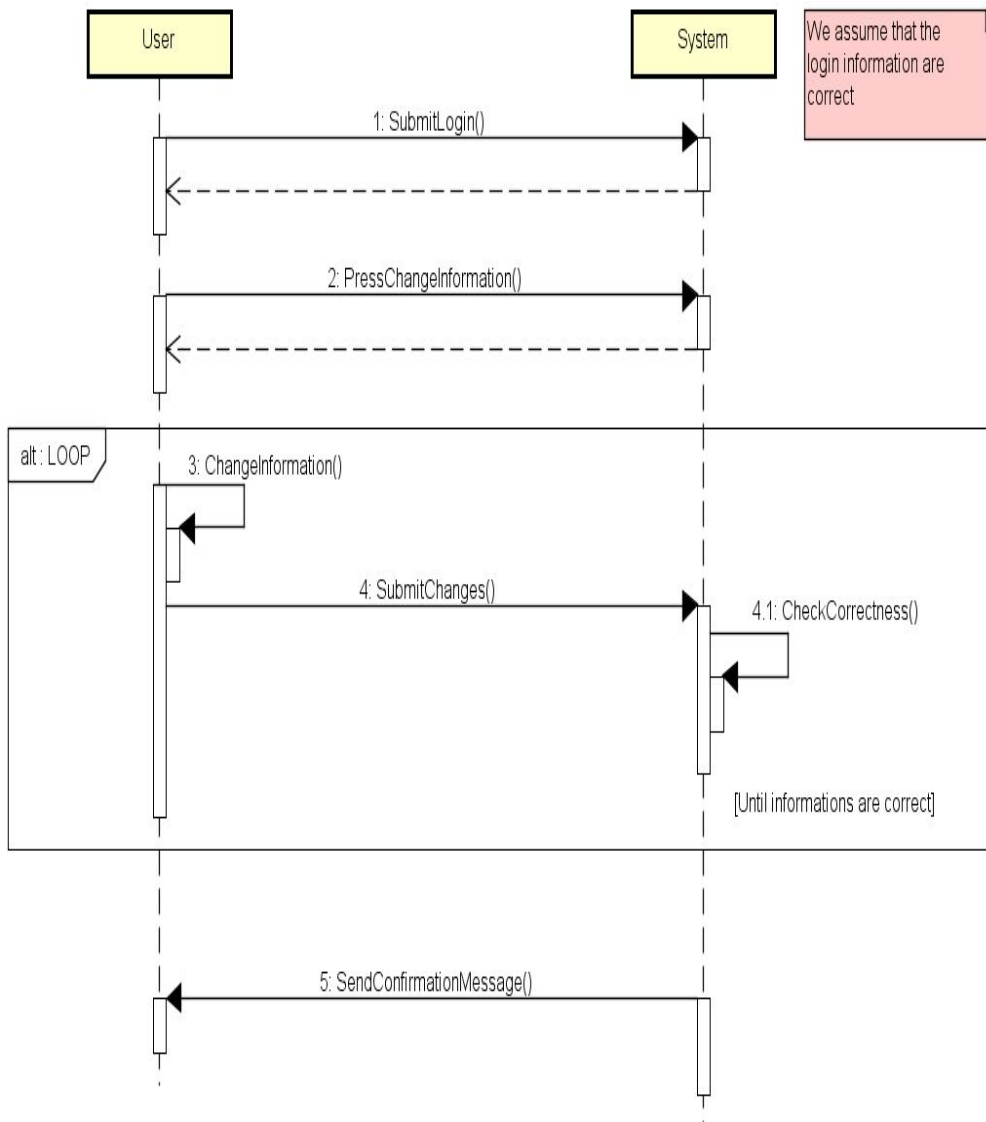 User
System
We assume that the
login information are
correct
1: SubmitLogin()
2: PressChangeInformation()
alt : LOOP
3: ChangeInformation()
4: SubmitChanges()
4.1: CheckCorrectness()
[Until informations are correct]
5: SendConfirmationMessage()